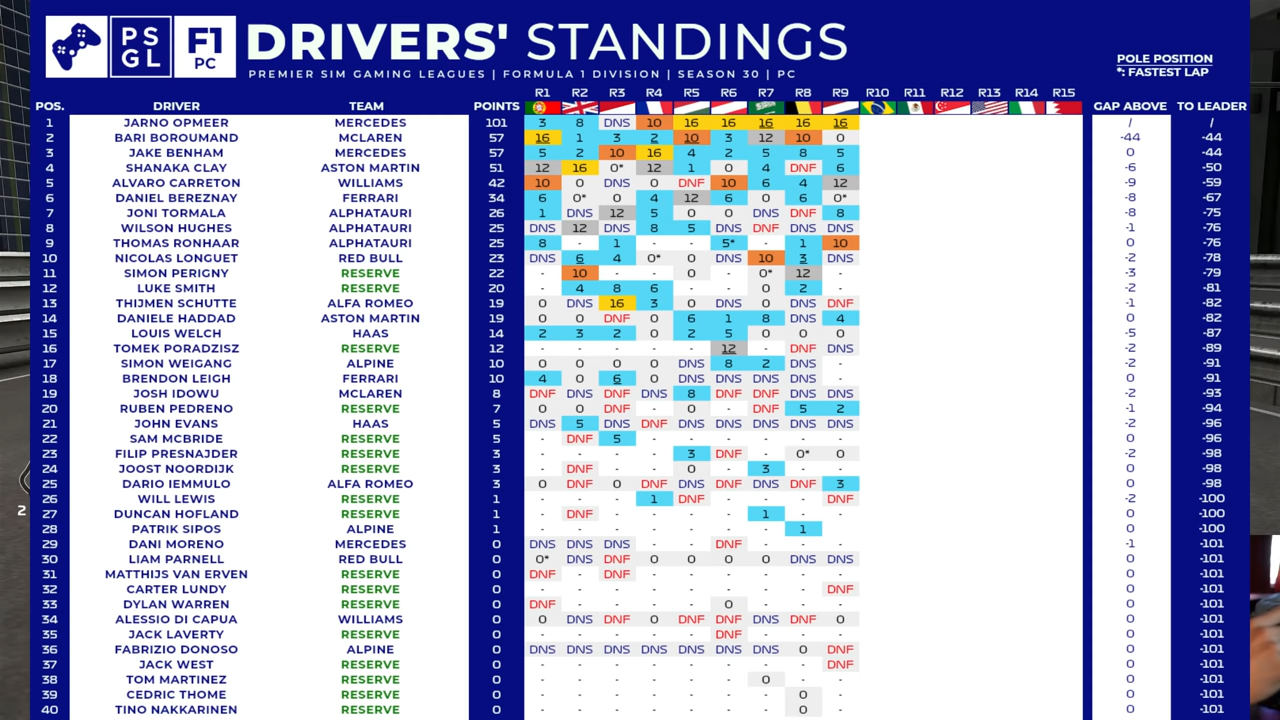 PS
GL
F1
PC
DRIVERS' STANDINGS
PREMIER SIM GAMING LEAGUES | FORMULA 1 DIVISION | SEASON 30 | PC
POLE POSITION
*: FASTEST LAP
POS. DRIVER TEAM POINTS R1 R2 R3 R4 R5 R6 R7 R8 R9 R10 R11 R12 R13 R14 R15 GAP ABOVE TO LEADER
1 JARNO OPMEER MERCEDES 101 3 8 DNS 10 16 16 16 16 16 / /
2 BARI BOROUMAND MCLAREN 57 16 1 3 2 10 3 12 10 0 -44 -44
3 JAKE BENHAM MERCEDES 57 5 2 10 16 4 2 5 8 5 0 -44
4 SHANAKA CLAY ASTON MARTIN 51 12 16 0* 12 1 0 4 DNF 6 -6 -50
5 ALVARO CARRETON WILLIAMS 42 10 0 DNS 0 DNF 10 6 4 12 -9 -59
6 DANIEL BEREZNAY FERRARI 34 6 0* 0 4 12 6 0 6 0* -8 -67
7 JONI TORMALA ALPHATAURI 26 1 DNS 12 5 0 0 DNS DNF 8 -8 -75
8 WILSON HUGHES ALPHATAURI 25 DNS 12 DNS 8 5 DNS DNF DNS DNS -1 -76
9 THOMAS RONHAAR ALPHATAURI 25 8 - 1 - - 5* - 1 10 0 -76
10 NICOLAS LONGUET RED BULL 23 DNS 6 4 0* 0 DNS 10 3 DNS -2 -78
11 SIMON PERIGNY RESERVE 22 - 10 - - 0 - 0* 12 - -3 -79
12 LUKE SMITH RESERVE 20 - 4 8 6 - - 0 2 - -2 -81
13 THIJMEN SCHUTTE ALFA ROMEO 19 0 DNS 16 3 0 DNS 0 DNS DNF -1 -82
14 DANIELE HADDAD ASTON MARTIN 19 0 0 DNF 0 6 1 8 DNS 4 0 -82
15 LOUIS WELCH HAAS 14 2 3 2 0 2 5 0 0 0 -5 -87
16 TOMEK PORADZISZ RESERVE 12 - - - - - 12 - DNF DNS -2 -89
17 SIMON WEIGANG ALPINE 10 0 0 0 0 DNS 8 2 DNS - -2 -91
18 BRENDON LEIGH FERRARI 10 4 0 6 0 DNS DNS DNS DNS - 0 -91
19 JOSH IDOWU MCLAREN 8 DNF DNS DNF DNS 8 DNF DNF DNS DNS -2 -93
20 RUBEN PEDRENO RESERVE 7 0 0 DNF - 0 - DNF 5 2 -1 -94
21 JOHN EVANS HAAS 5 DNS 5 DNS DNF DNS DNS DNS DNS DNS -2 -96
22 SAM MCBRIDE RESERVE 5 - DNF 5 - - - - - - 0 -96
23 FILIP PRESNAJDER RESERVE 3 - - - - 3 DNF - 0* 0 -2 -98
24 JOOST NOORDIJK RESERVE 3 - DNF - - 0 - 3 - - 0 -98
25 DARIO IEMMULO ALFA ROMEO 3 0 DNF 0 DNF DNS DNF DNS DNF 3 0 -98
26 WILL LEWIS RESERVE 1 - - - 1 DNF - - - DNF -2 -100
27 DUNCAN HOFLAND RESERVE 1 - DNF - - - - 1 - - 0 -100
28 PATRIK SIPOS ALPINE 1 - - - - - - - 1 - 0 -100
29 DANI MORENO MERCEDES 0 DNS DNS DNS - - DNF - - - -1 -101
30 LIAM PARNELL RED BULL 0 0* DNS DNF 0 0 0 0 DNS DNS 0 -101
31 MATTHIJS VAN ERVEN RESERVE 0 DNF - DNF - - - - - - 0 -101
32 CARTER LUNDY RESERVE 0 - - - - - - - - DNF 0 -101
33 DYLAN WARREN RESERVE 0 DNF - - - - 0 - - - 0 -101
34 ALESSIO DI CAPUA WILLIAMS 0 0 DNS DNF 0 DNF DNF DNS DNF 0 0 -101
35 JACK LAVERTY RESERVE 0 - - - - - DNF - - - 0 -101
36 FABRIZIO DONOSO ALPINE 0 DNS DNS DNS DNS DNS DNS DNS 0 DNF 0 -101
37 JACK WEST RESERVE 0 - - - - - - - - DNF 0 -101
38 TOM MARTINEZ RESERVE 0 - - - - - - 0 - - 0 -101
39 CEDRIC THOME RESERVE 0 - - - - - - - 0 - 0 -101
40 TINO NAKKARINEN RESERVE 0 - - - - - - - 0 - 0 -101
2